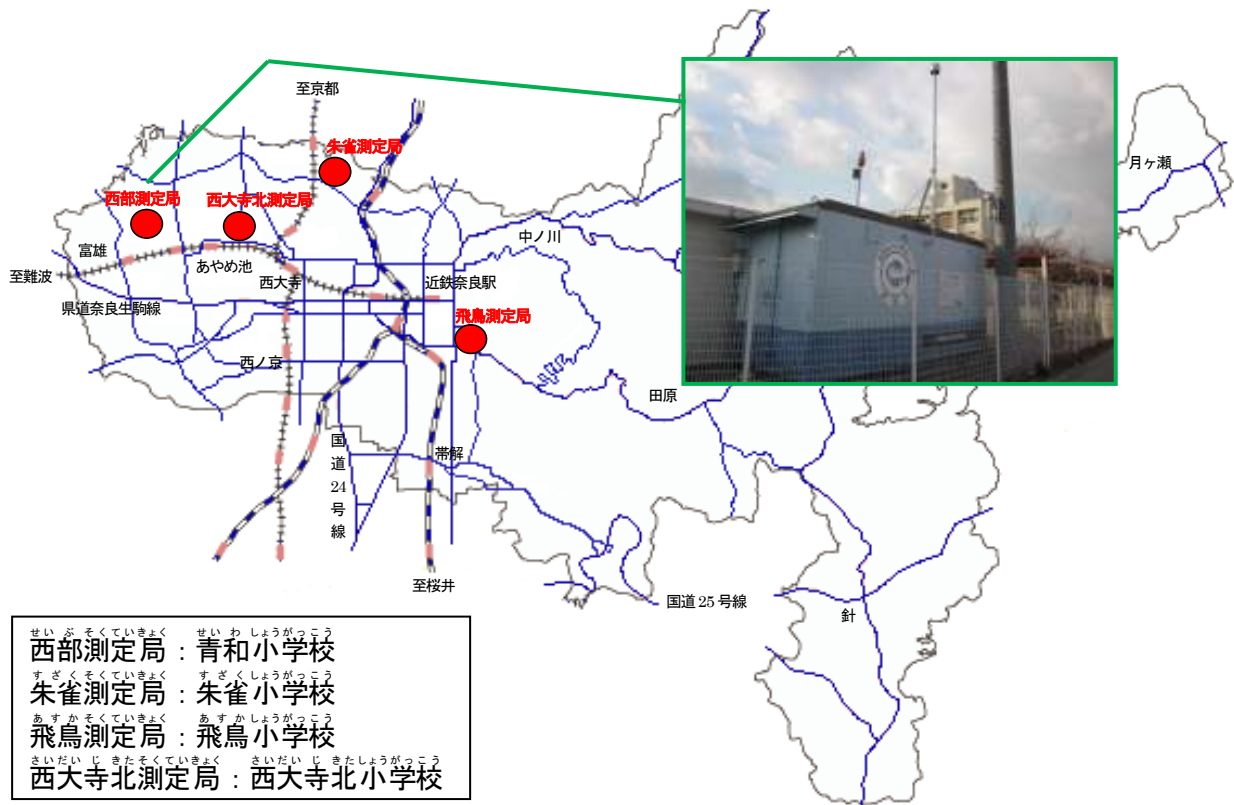 至京都
朱雀測定局
月ヶ瀬
西部測定局
西大寺北測定局
中ノ川
富雄
あやめ池
至難波
西大寺
近鉄奈良駅
県道奈良生駒線
飛鳥測定局
西ノ京
田原
国道24号線
帯解
至桜井
国道25号線
針
せいぶそくていきょく せいわしょうがっこう
西部測定局：青和小学校
すざくそくていきょく すざくしょうがっこう
朱雀測定局：朱雀小学校
あすかそくていきょく あすかしょうがっこう
飛鳥測定局：飛鳥小学校
さいだいじきたそくていきょく さいだいじきたしょうがっこう
西大寺北測定局：西大寺北小学校